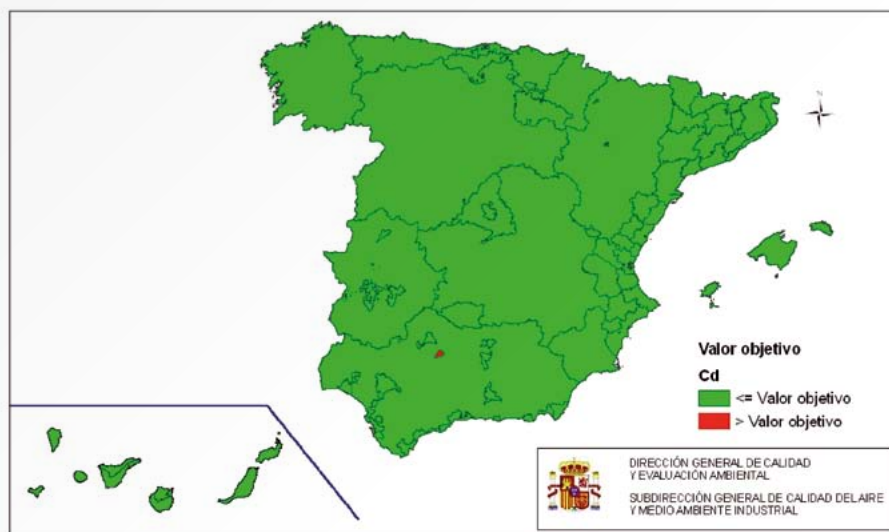 N
Valor objetivo
Cd
<= Valor objetivo
> Valor objetivo
DIRECCIÓN GENERAL DE CALIDAD
Y EVALUACIÓN AMBIENTAL
SUBDIRECCIÓN GENERAL DE CALIDAD DEL AIRE
Y MEDIO AMBIENTE INDUSTRIAL